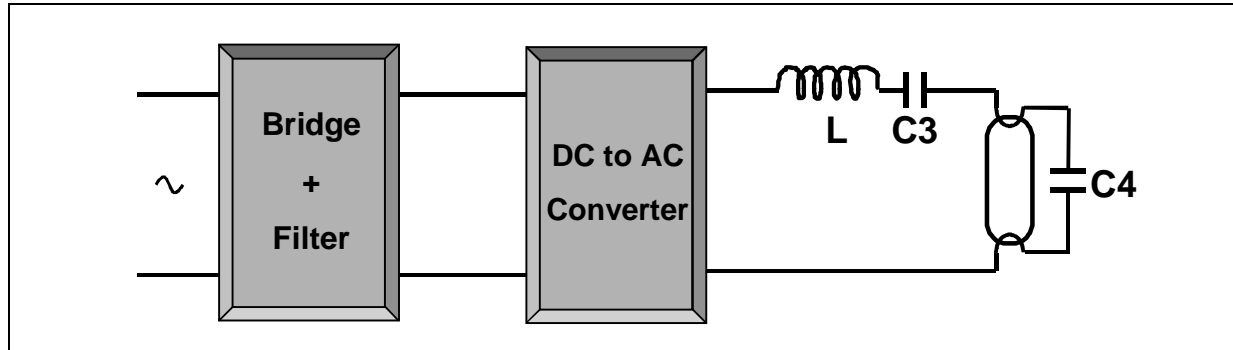 Bridge
+
Filter
DC to AC
Converter
L
C3
C4